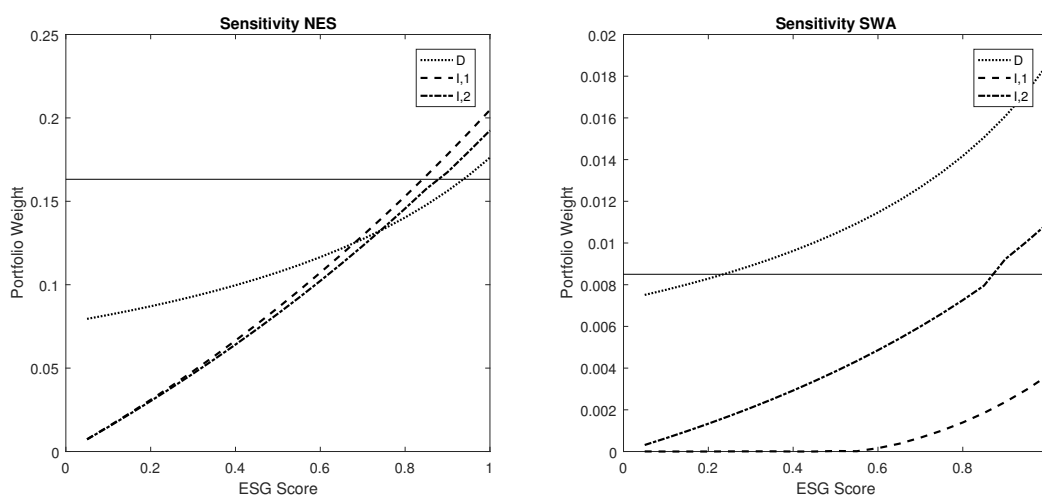 Sensitivity NES
D
I,1
I,2
Portfolio Weight
0.25
0.2
0.15
0.1
0.05
0
0
0.2
0.4
0.6
0.8
1
ESG Score
Sensitivity SWA
D
I,1
I,2
Portfolio Weight
0.02
0.018
0.016
0.014
0.012
0.01
0.008
0.006
0.004
0.002
0
0
0.2
0.4
0.6
0.8
ESG Score